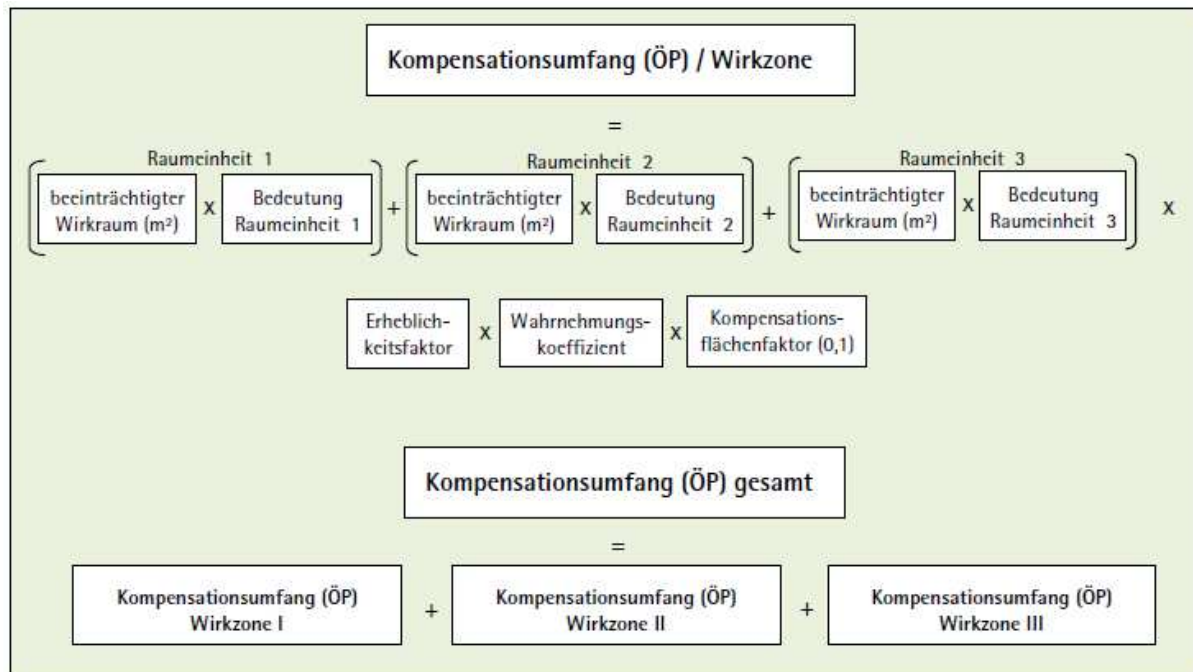 Kompensationsumfang (ÖP) / Wirkzone
=
Raumeinheit 1
Raumeinheit 2
Raumeinheit 3
beeinträchtigter
Wirkraum (m²)
x
Bedeutung
Raumeinheit 1
+
beeinträchtigter
Wirkraum (m²)
x
Bedeutung
Raumeinheit 2
+
beeinträchtigter
Wirkraum (m²)
x
Bedeutung
Raumeinheit 3
x
Erheblich-
keitsfaktor
x
Wahrnehmungs-
koeffizient
x
Kompensations-
flächenfaktor (0,1)
Kompensationsumfang (ÖP) gesamt
=
Kompensationsumfang (ÖP)
Wirkzone I
+
Kompensationsumfang (ÖP)
Wirkzone II
+
Kompensationsumfang (ÖP)
Wirkzone III